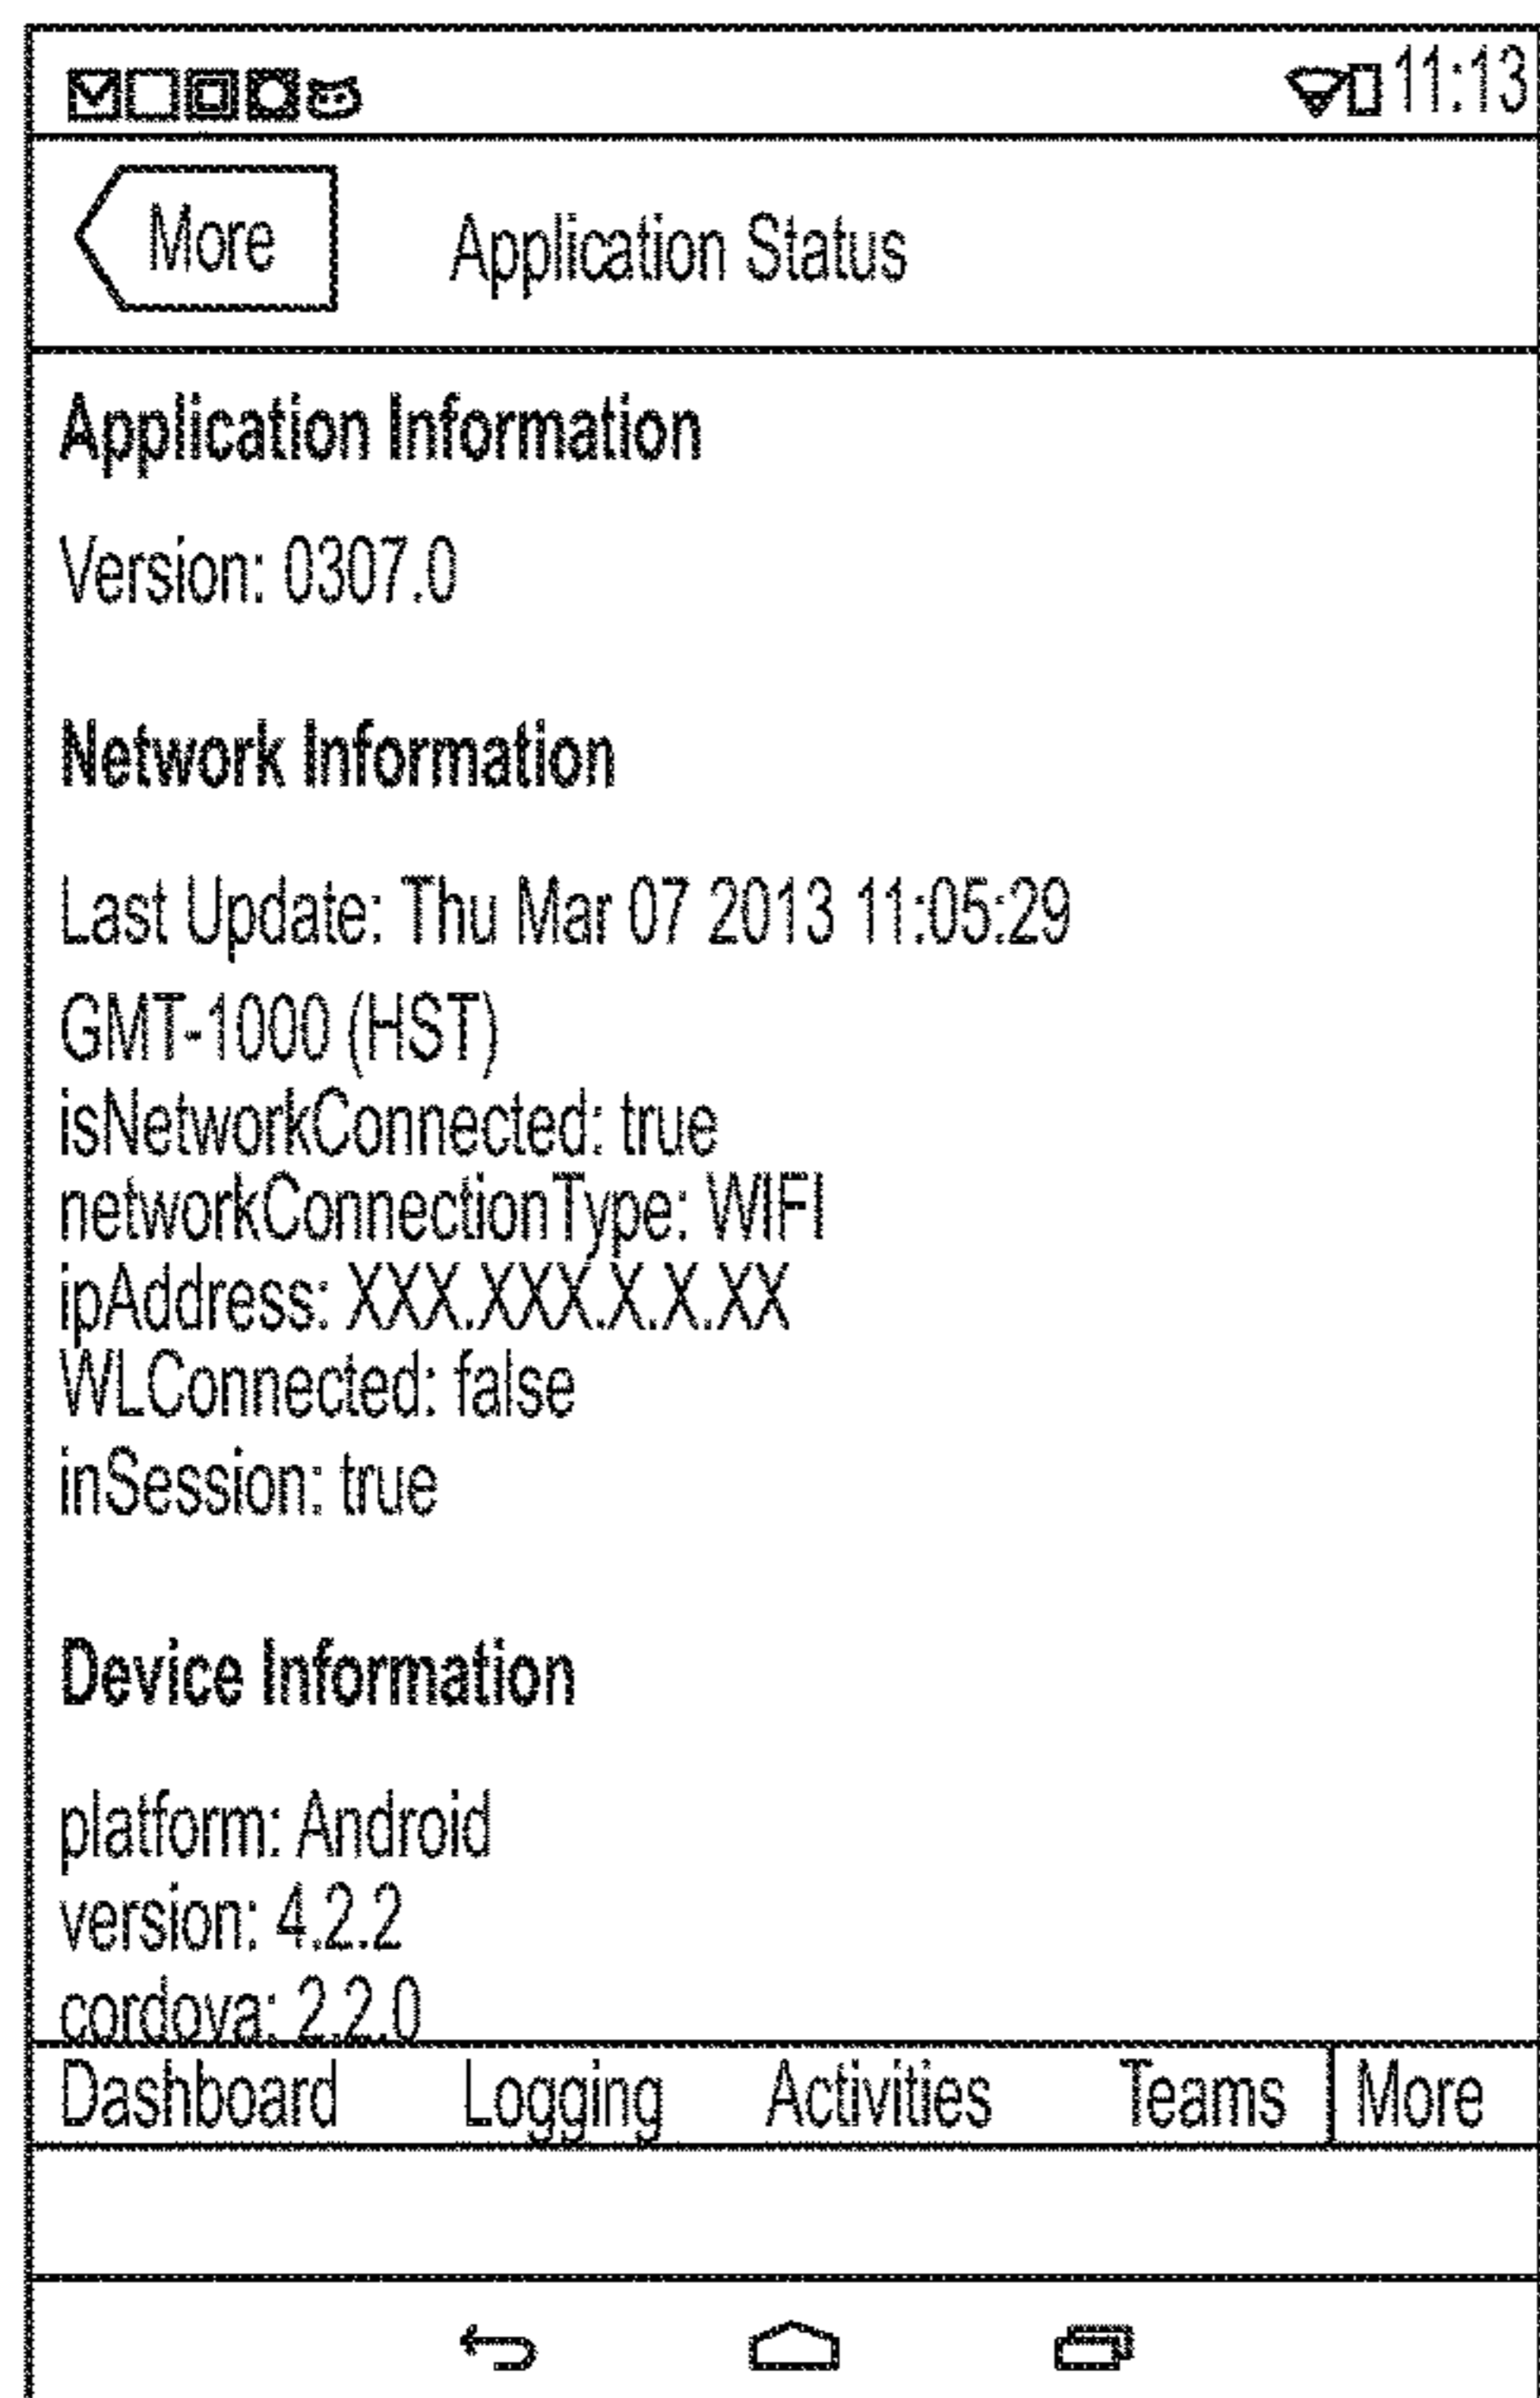 11:13
More Application Status
Application Information
Version: 0307.0
Network Information
Last Update: Thu Mar 07 2013 11:05:29
GMT-1000 (HST)
isNetworkConnected: true
networkConnectionType: WIFI
ipAddress: XXX.XXX.X.X.XX
WLConnected: false
inSession: true
Device Information
platform: Android
version: 4.2.2
cordova: 2.2.0
Dashboard Logging Activities Teams More